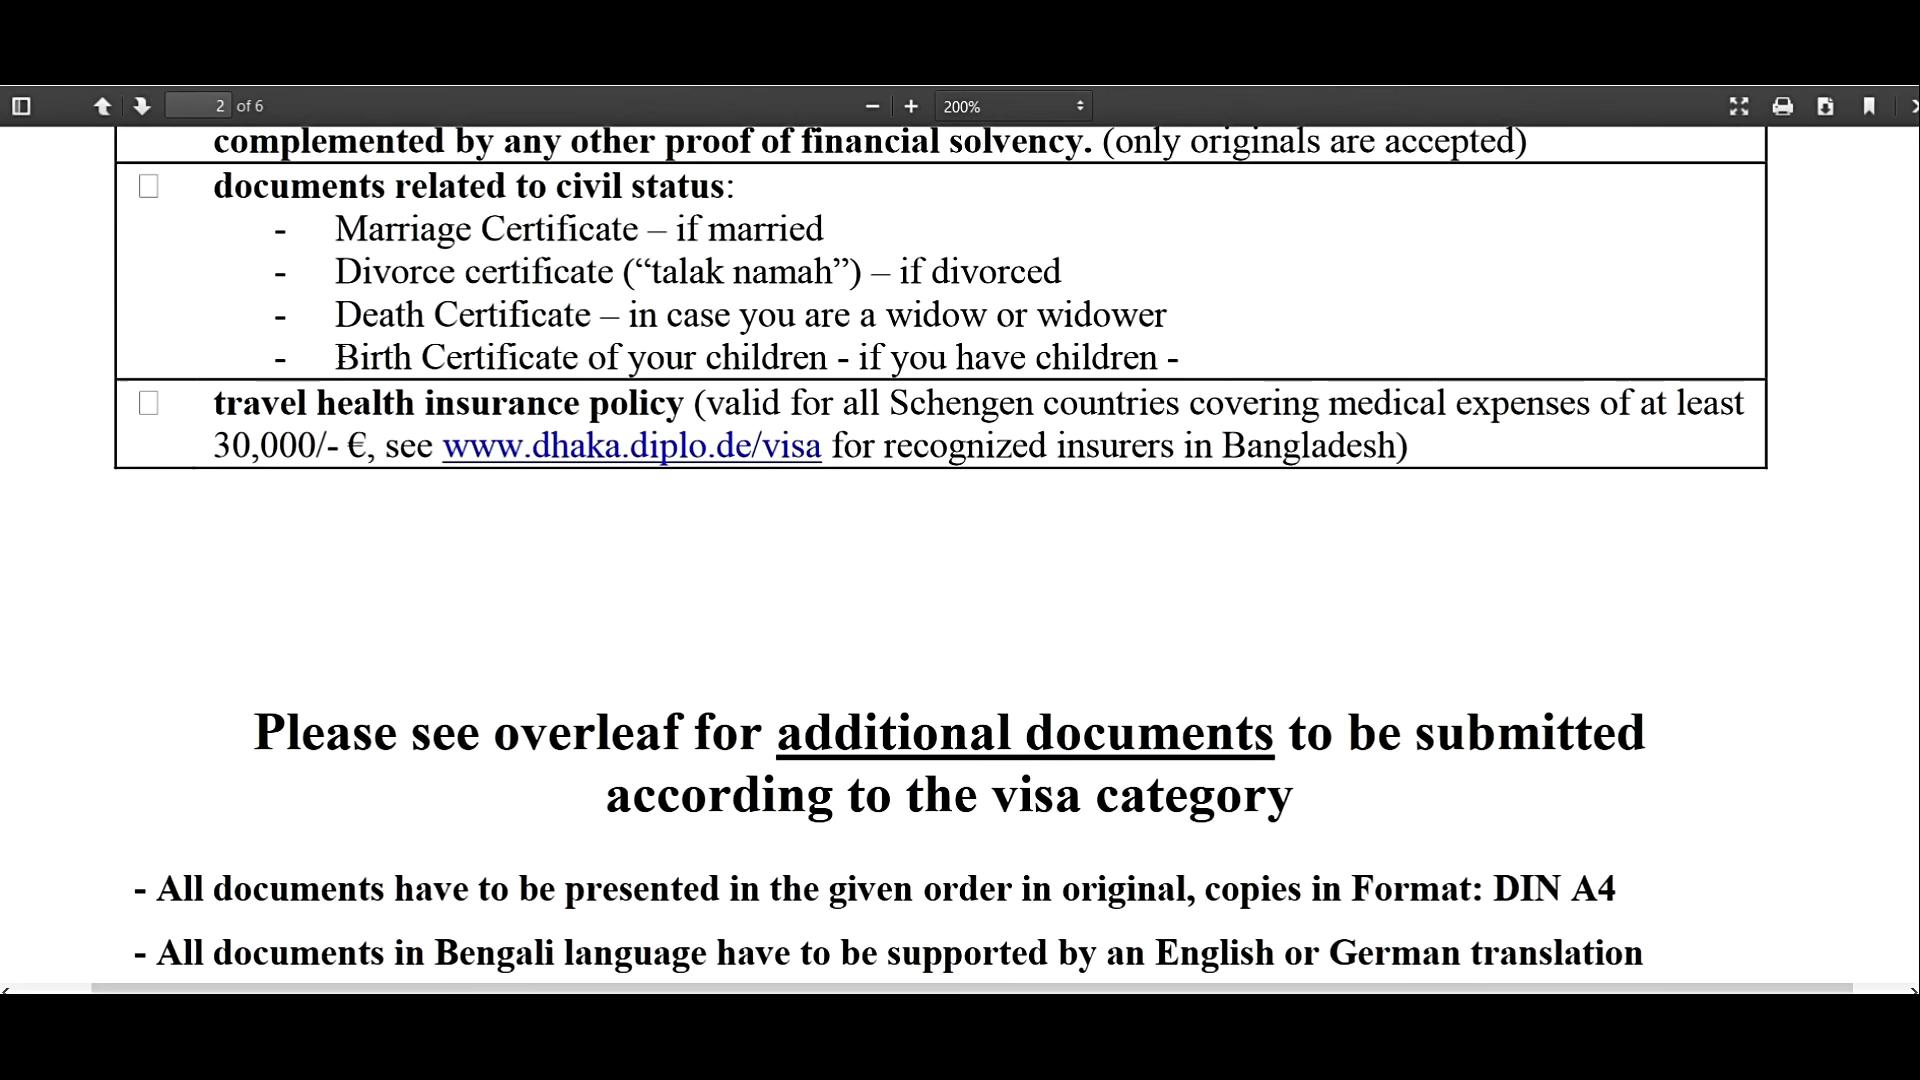 2 of 6
200%
complemented by any other proof of financial solvency. (only originals are accepted)
documents related to civil status:
- Marriage Certificate – if married
- Divorce certificate (“talak namah”) – if divorced
- Death Certificate – in case you are a widow or widower
- Birth Certificate of your children - if you have children -
travel health insurance policy (valid for all Schengen countries covering medical expenses of at least
30,000/- €, see www.dhaka.diplo.de/visa for recognized insurers in Bangladesh)
Please see overleaf for additional documents to be submitted
according to the visa category
- All documents have to be presented in the given order in original, copies in Format: DIN A4
- All documents in Bengali language have to be supported by an English or German translation